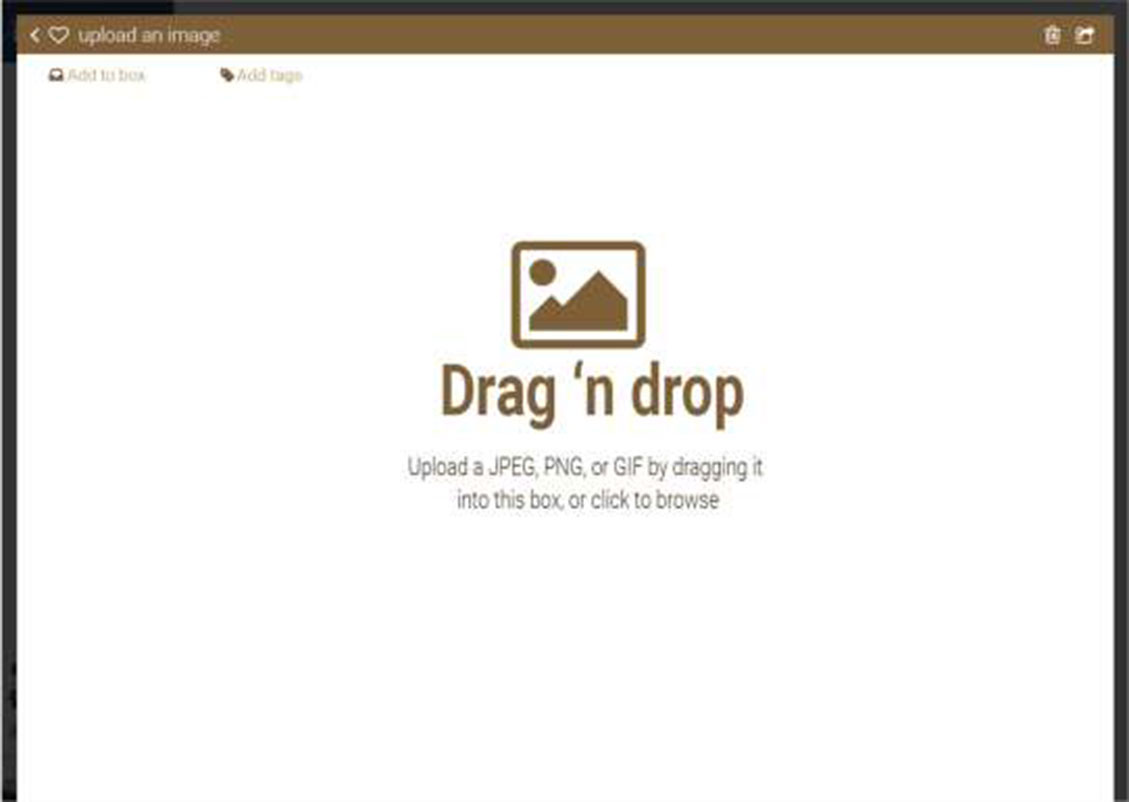 upload an image
Add to box
Add tags
Drag ‘n drop
Upload a JPEG, PNG, or GIF by dragging it
into this box, or click to browse